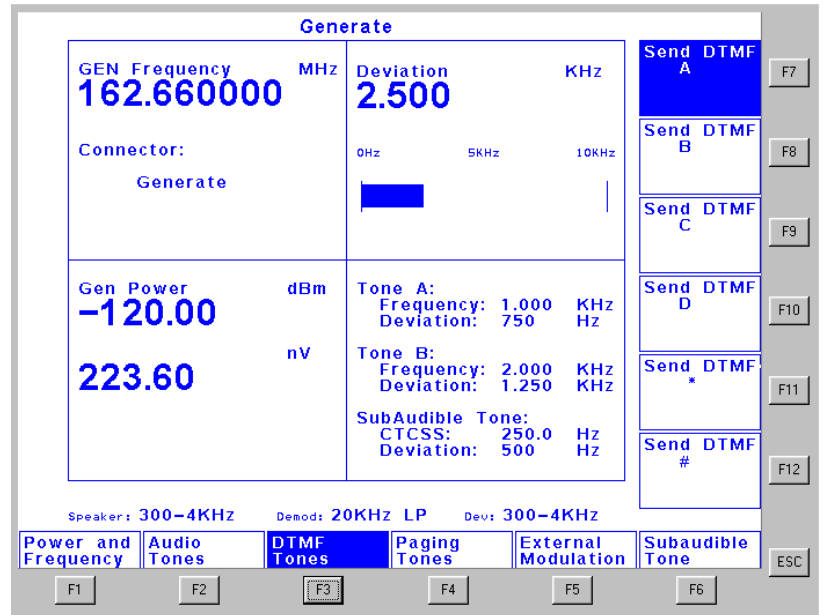 Generate
GEN Frequency MHz
162.660000
Connector:
Generate
Deviation KHz
2.500
0Hz 5KHz 10KHz
Gen Power dBm
−120.00
nV
223.60
Tone A:
Frequency: 1.000 KHz
Deviation: 750 Hz
Tone B:
Frequency: 2.000 KHz
Deviation: 1.250 KHz
SubAudible Tone:
CTCSS: 250.0 Hz
Deviation: 500 Hz
Send DTMF
A
F7
Send DTMF
B
F8
Send DTMF
C
F9
Send DTMF
D
F10
Send DTMF
*
F11
Send DTMF
#
F12
Speaker: 300−4KHz Demod: 20KHz LP Dev: 300−4KHz
Power and Frequency
Audio Tones
DTMF Tones
Paging Tones
External Modulation
Subaudible Tone
ESC
F1 F2 F3 F4 F5 F6